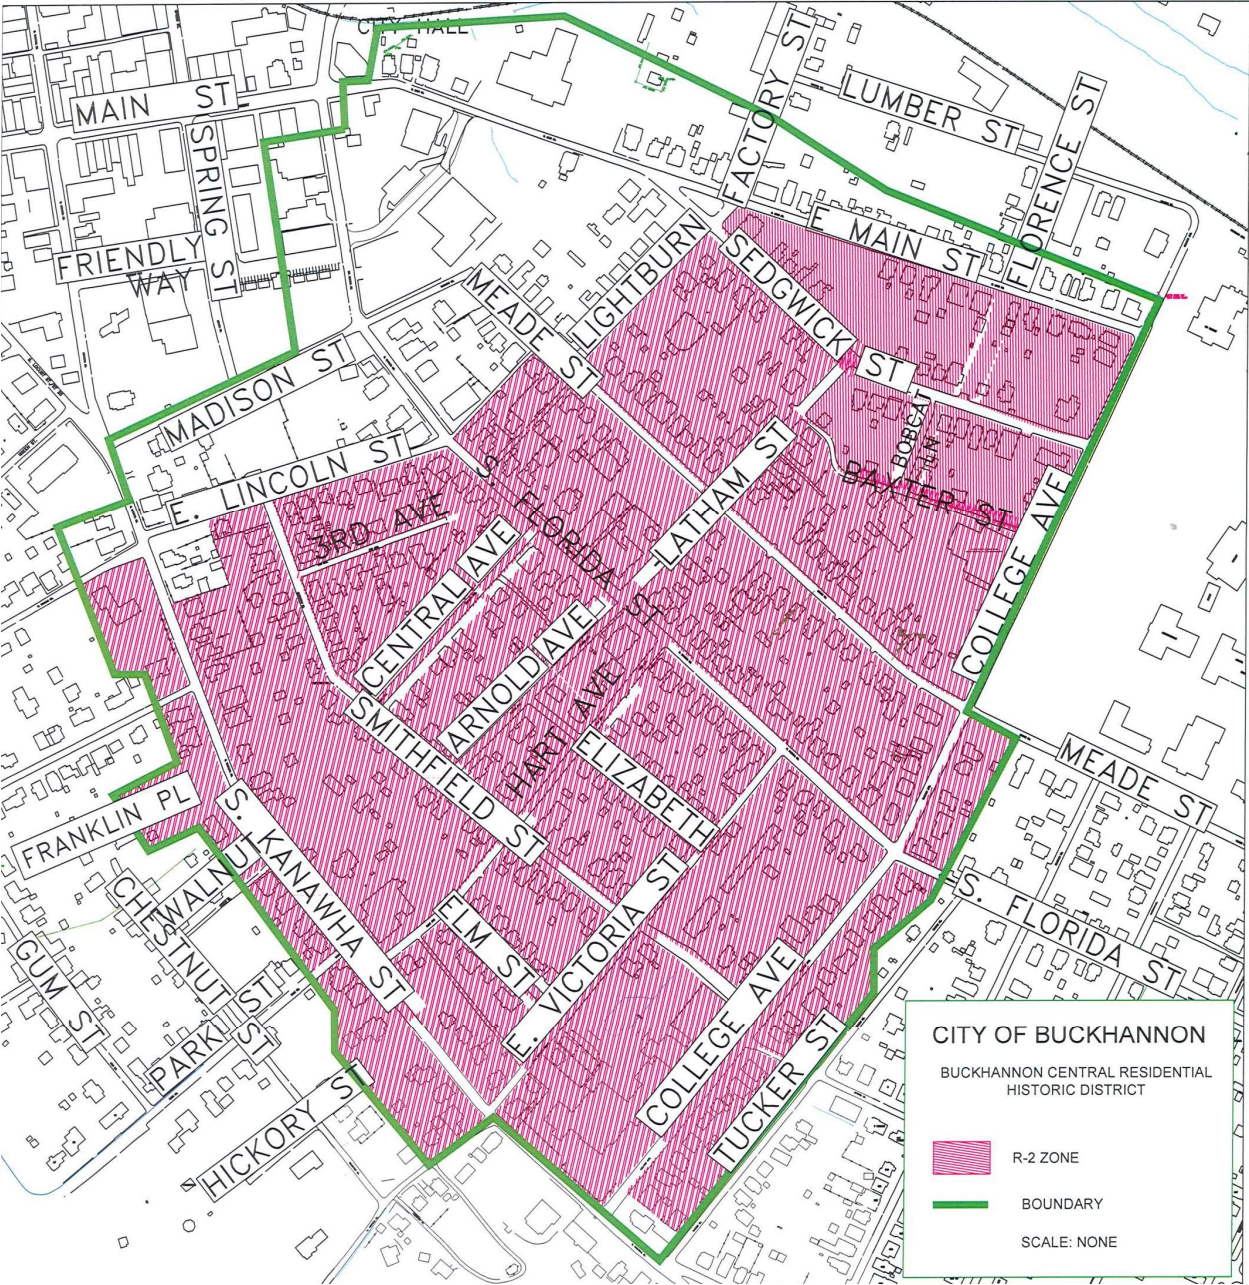 CITY HALL
MAIN ST
SPRING ST
FRIENDLY
WAY
FACTORY ST
LUMBER ST
FLORENCE ST
E MAIN ST
MEADE ST
LIGHTBURN
SEDGWICK
ST
MADISON ST
E. LINCOLN ST
3RD AVE
BOBCAT
LN
BAXTER ST
LATHAM ST
S. FLORIDA ST
CENTRAL AVE
ARNOLD AVE
COLLEGE AVE
HART AVE
SMITHFIELD ST
ELIZABETH
MEADE ST
FRANKLIN PL
S. KANAWHA ST
WALNUT
CHESTNUT ST
GUM ST
PARK ST
ELM ST
E. VICTORIA ST
S. FLORIDA ST
COLLEGE AVE
TUCKER ST
HICKORY ST
CITY OF BUCKHANNON
BUCKHANNON CENTRAL RESIDENTIAL
HISTORIC DISTRICT
R-2 ZONE
BOUNDARY
SCALE: NONE